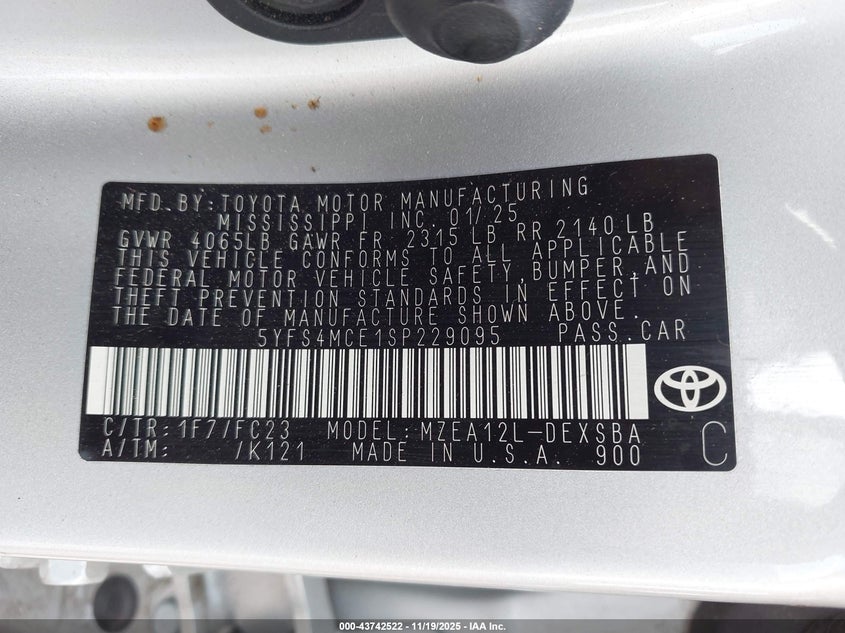 MFD. BY: TOYOTA MOTOR MANUFACTURING
MISSISSIPPI INC. 01/25
GVWR 4065LB GAWR FR 2315 LB RR 2140 LB
THIS VEHICLE CONFORMS TO ALL APPLICABLE
FEDERAL MOTOR VEHICLE SAFETY, BUMPER, AND
THEFT PREVENTION STANDARDS IN EFFECT ON
THE DATE OF MANUFACTURE SHOWN ABOVE.
5YFS4MCE1SP229095 PASS. CAR
C/TR: 1F7/FC23 MODEL: MZEA12L-DEXSBA
A/TM: /K121 MADE IN U.S.A. 900 C
000-43742522 - 11/19/2025 - IAA Inc.